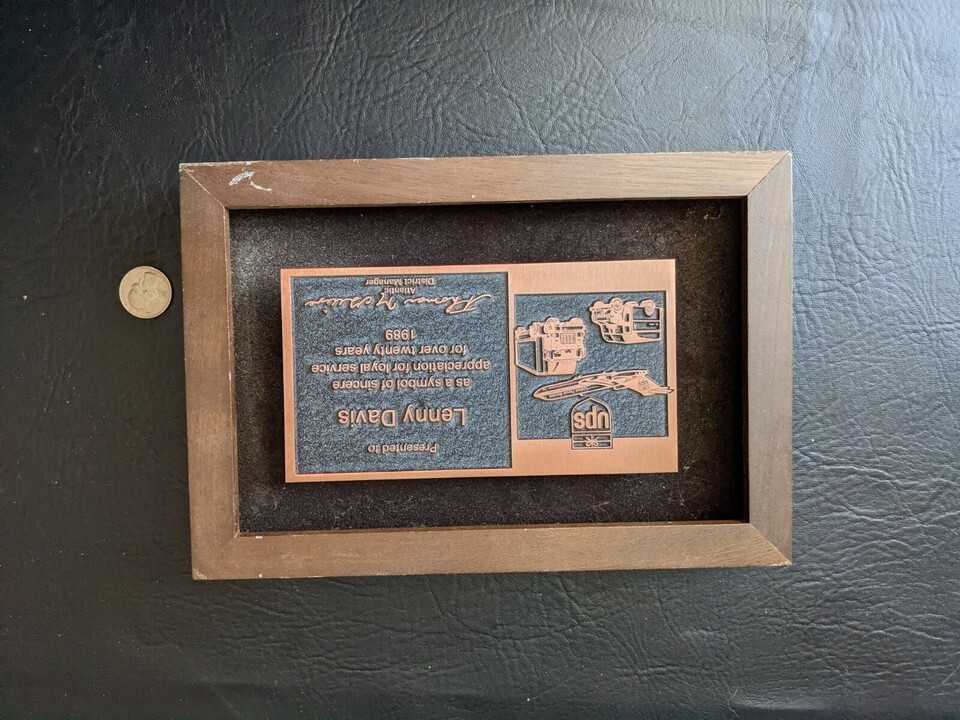 ups
Presented to
Lenny Davis
as a symbol of sincere
appreciation for loyal service
for over twenty years
1989
Atlantic
District Manager